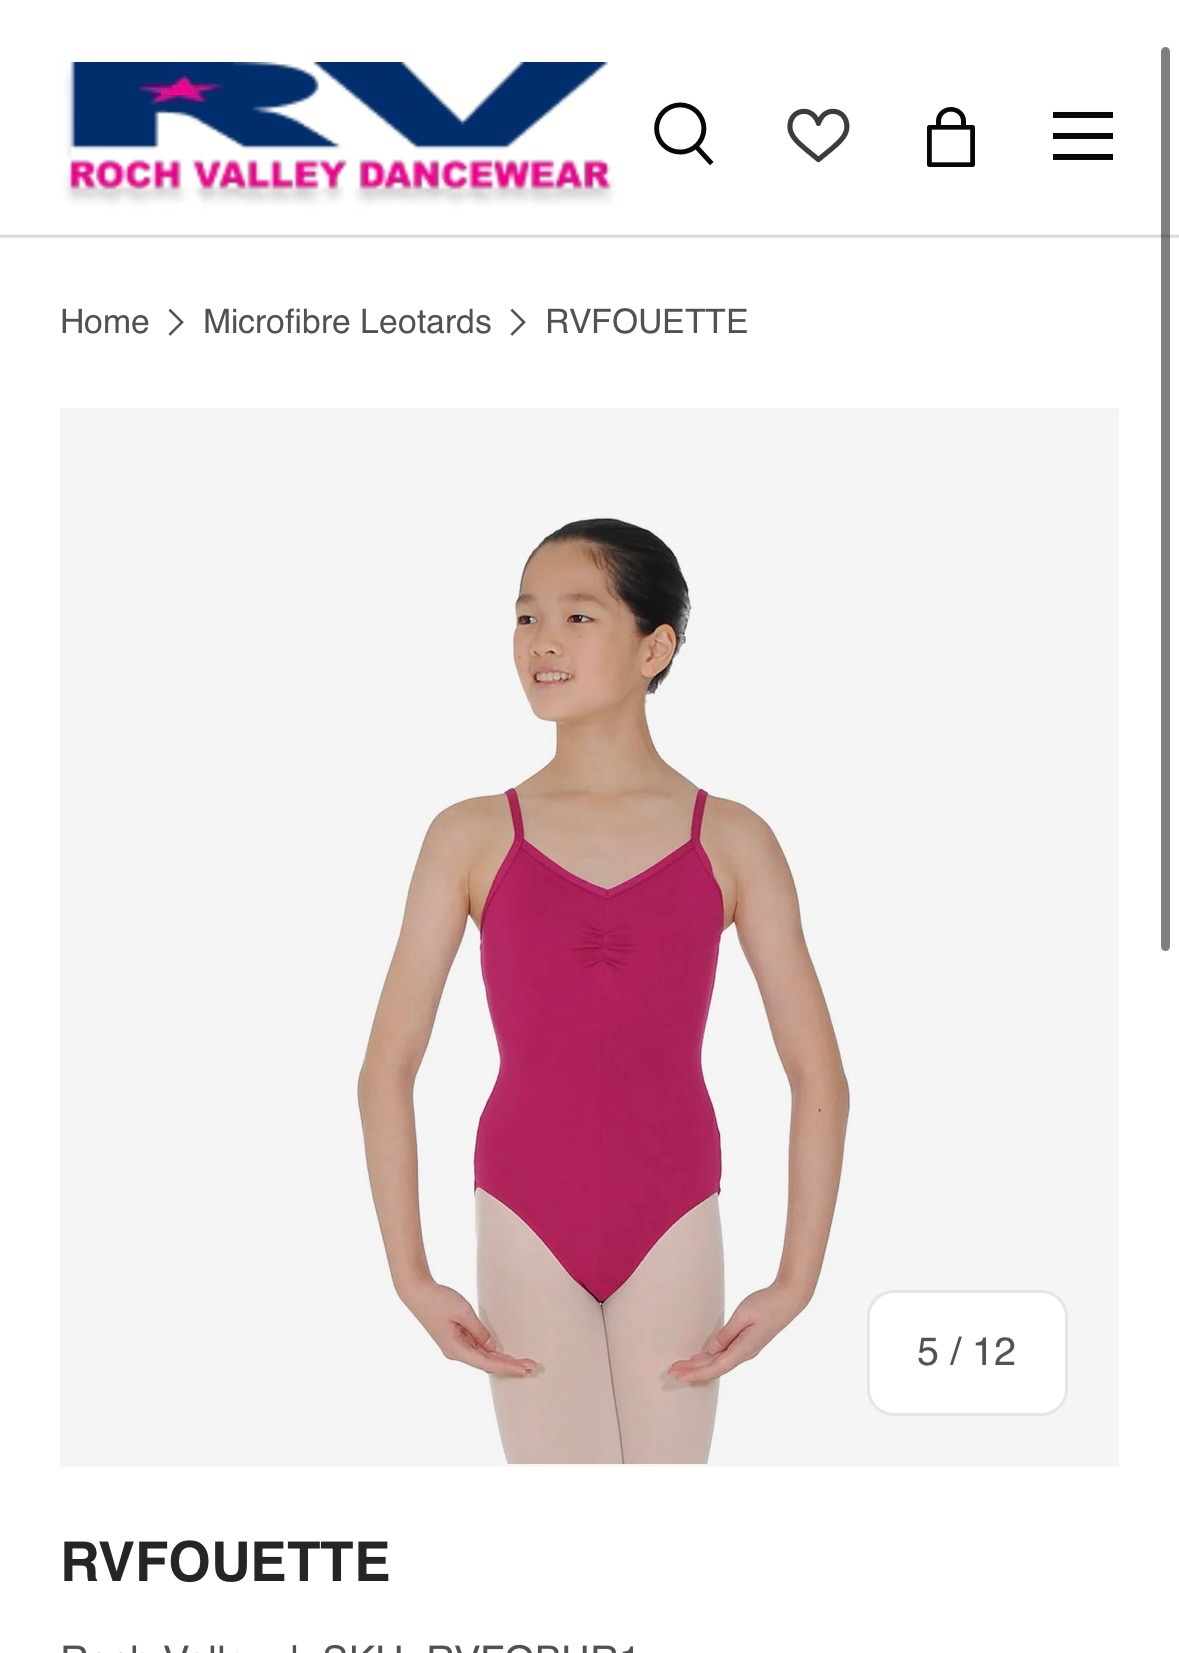 RV
ROCH VALLEY DANCEWEAR
Home > Microfibre Leotards > RVFOUETTE
5 / 12
RVFOUETTE